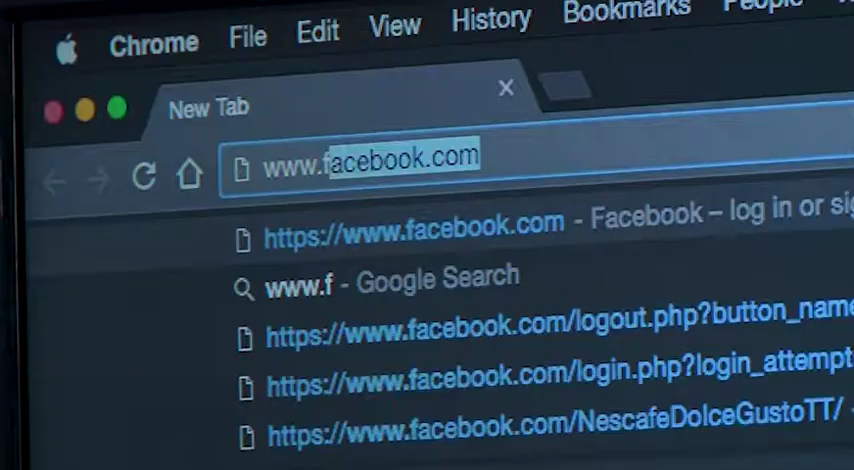 Chrome File Edit View History Bookmarks People
New Tab
www.facebook.com
https://www.facebook.com - Facebook – log in or sig
www.f - Google Search
https://www.facebook.com/logout.php?button_name
https://www.facebook.com/login.php?login_attempt
https://www.facebook.com/NescafeDolceGustoTT/ -